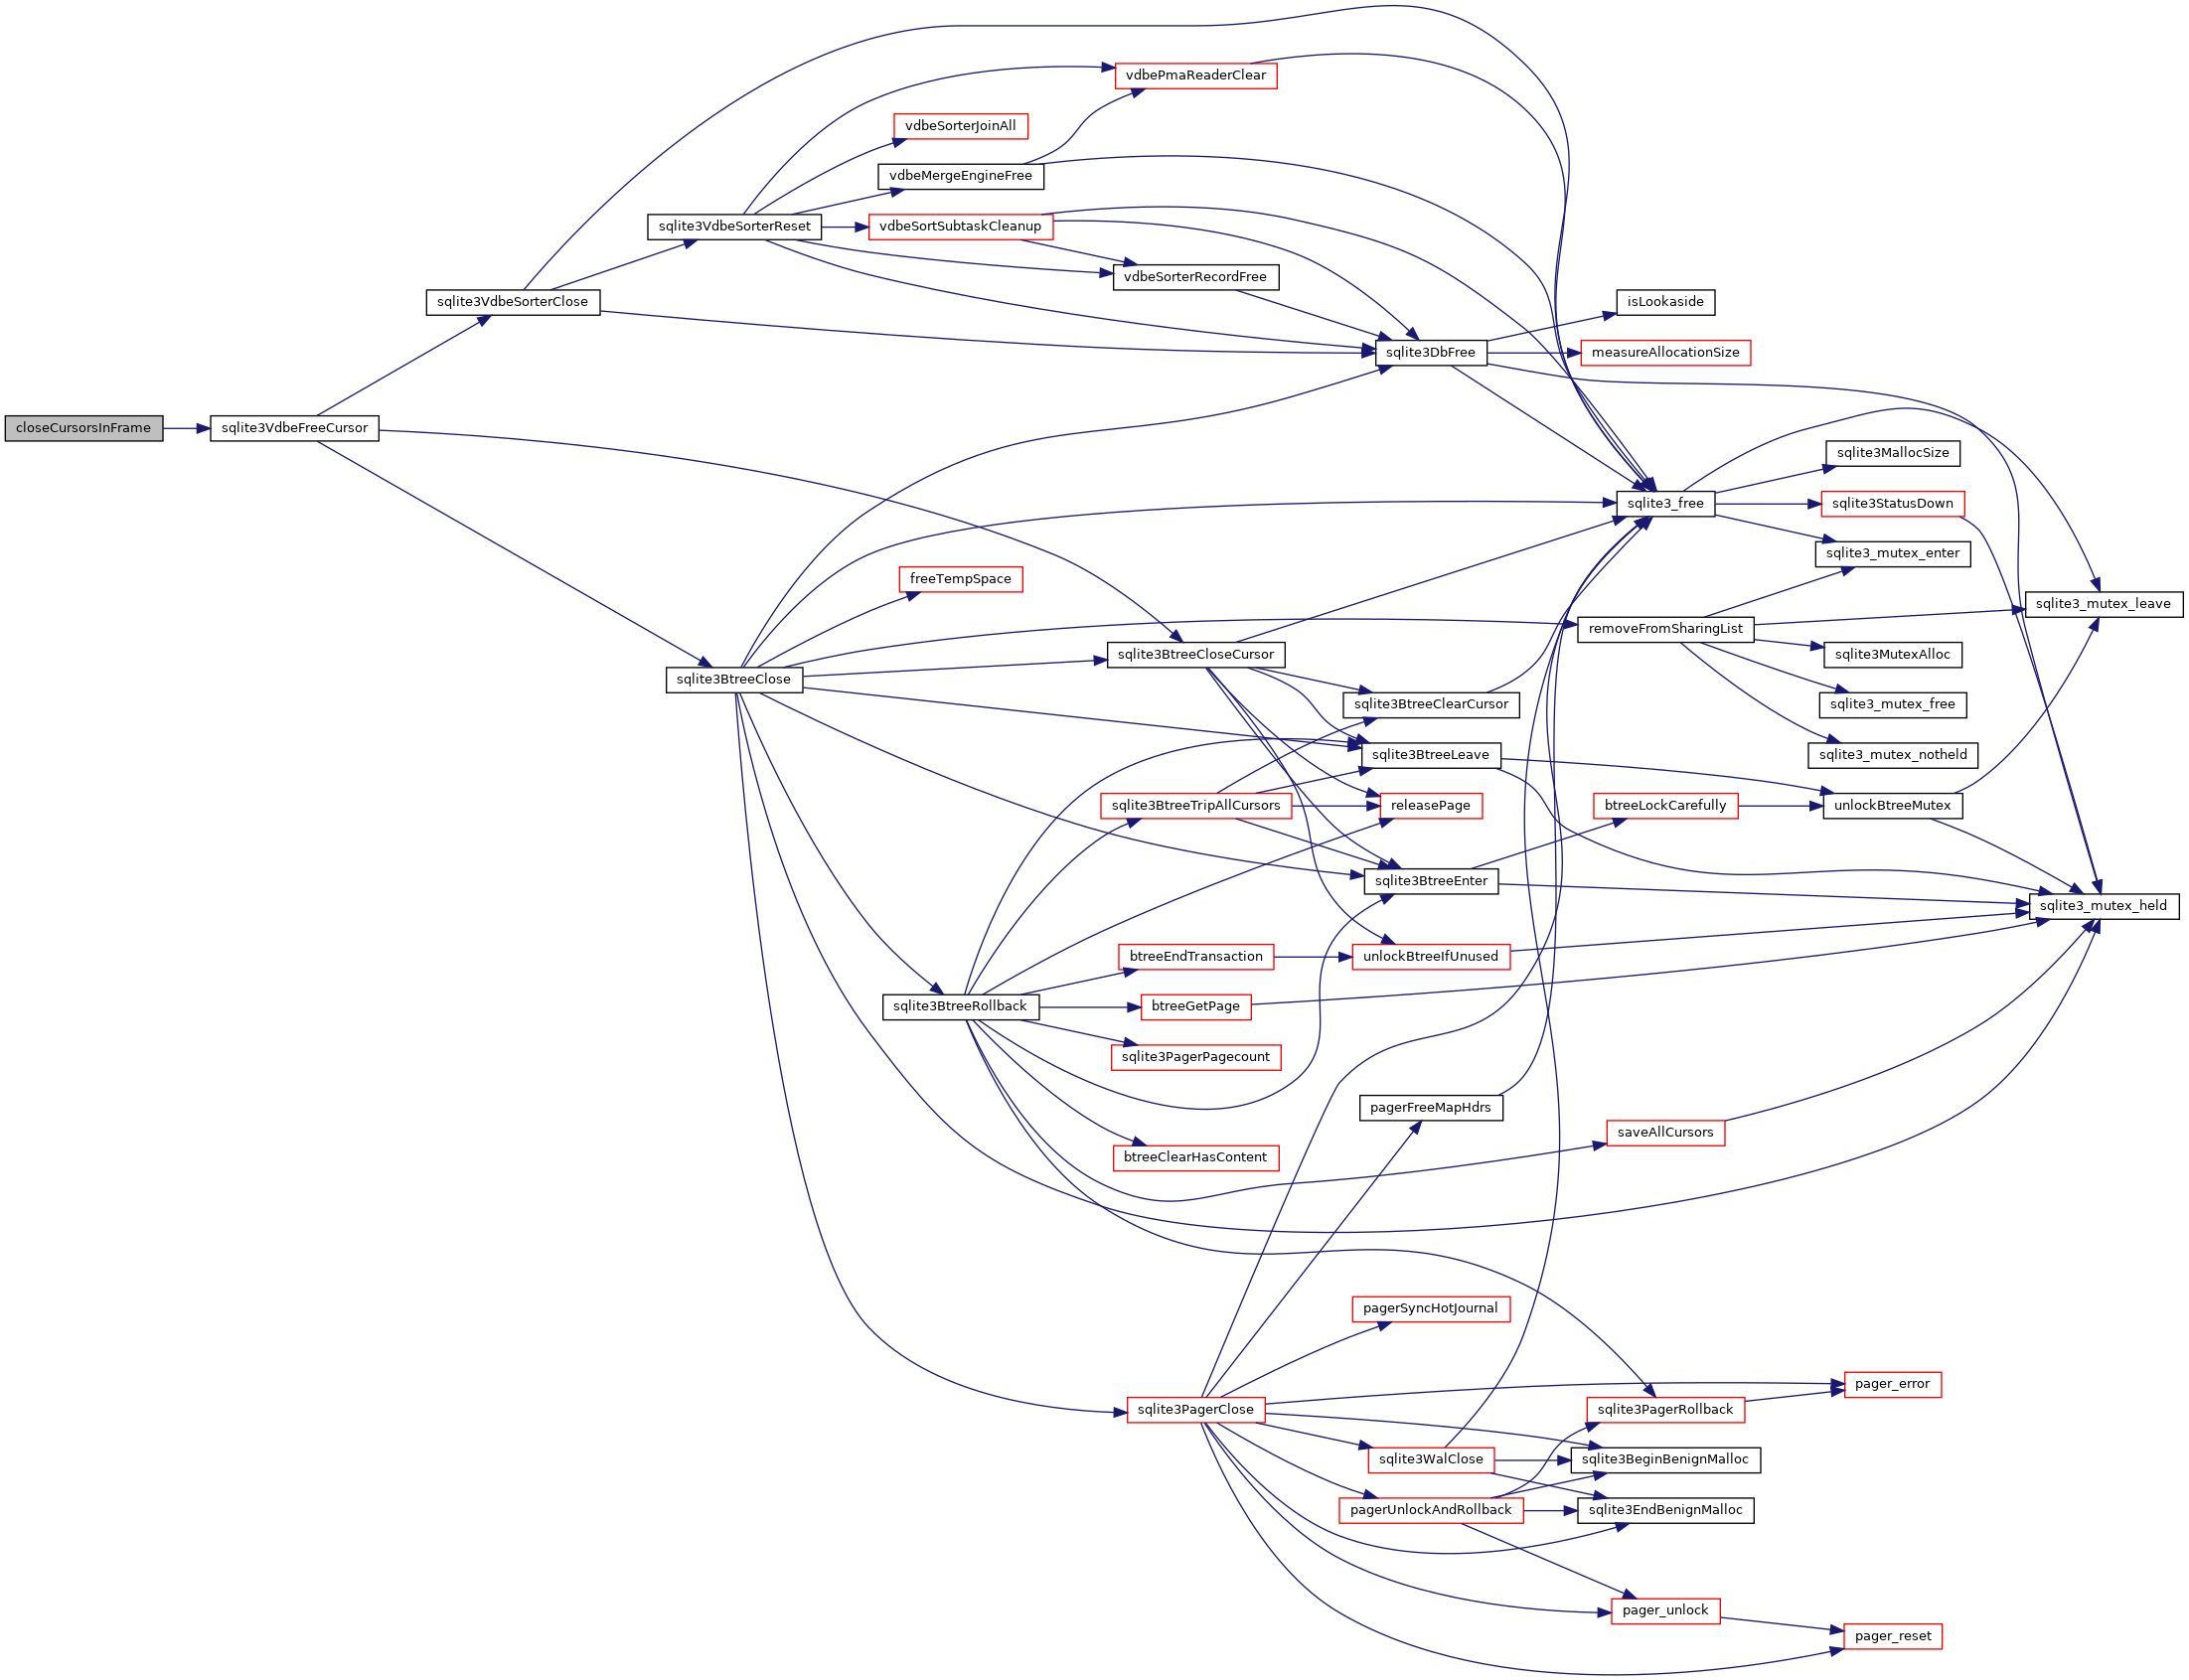 vdbePmaReaderClear
vdbeSorterJoinAll
vdbeMergeEngineFree
sqlite3VdbeSorterReset
vdbeSortSubtaskCleanup
vdbeSorterRecordFree
sqlite3VdbeSorterClose
isLookaside
sqlite3DbFree
measureAllocationSize
closeCursorsInFrame
sqlite3VdbeFreeCursor
sqlite3MallocSize
sqlite3_free
sqlite3StatusDown
sqlite3_mutex_enter
freeTempSpace
sqlite3_mutex_leave
removeFromSharingList
sqlite3BtreeCloseCursor
sqlite3MutexAlloc
sqlite3BtreeClose
sqlite3BtreeClearCursor
sqlite3_mutex_free
sqlite3BtreeLeave
sqlite3_mutex_notheld
sqlite3BtreeTripAllCursors
releasePage
btreeLockCarefully
unlockBtreeMutex
sqlite3BtreeEnter
sqlite3_mutex_held
btreeEndTransaction
unlockBtreeIfUnused
sqlite3BtreeRollback
btreeGetPage
sqlite3PagerPagecount
pagerFreeMapHdrs
saveAllCursors
btreeClearHasContent
pagerSyncHotJournal
pager_error
sqlite3PagerClose
sqlite3PagerRollback
sqlite3WalClose
sqlite3BeginBenignMalloc
pagerUnlockAndRollback
sqlite3EndBenignMalloc
pager_unlock
pager_reset